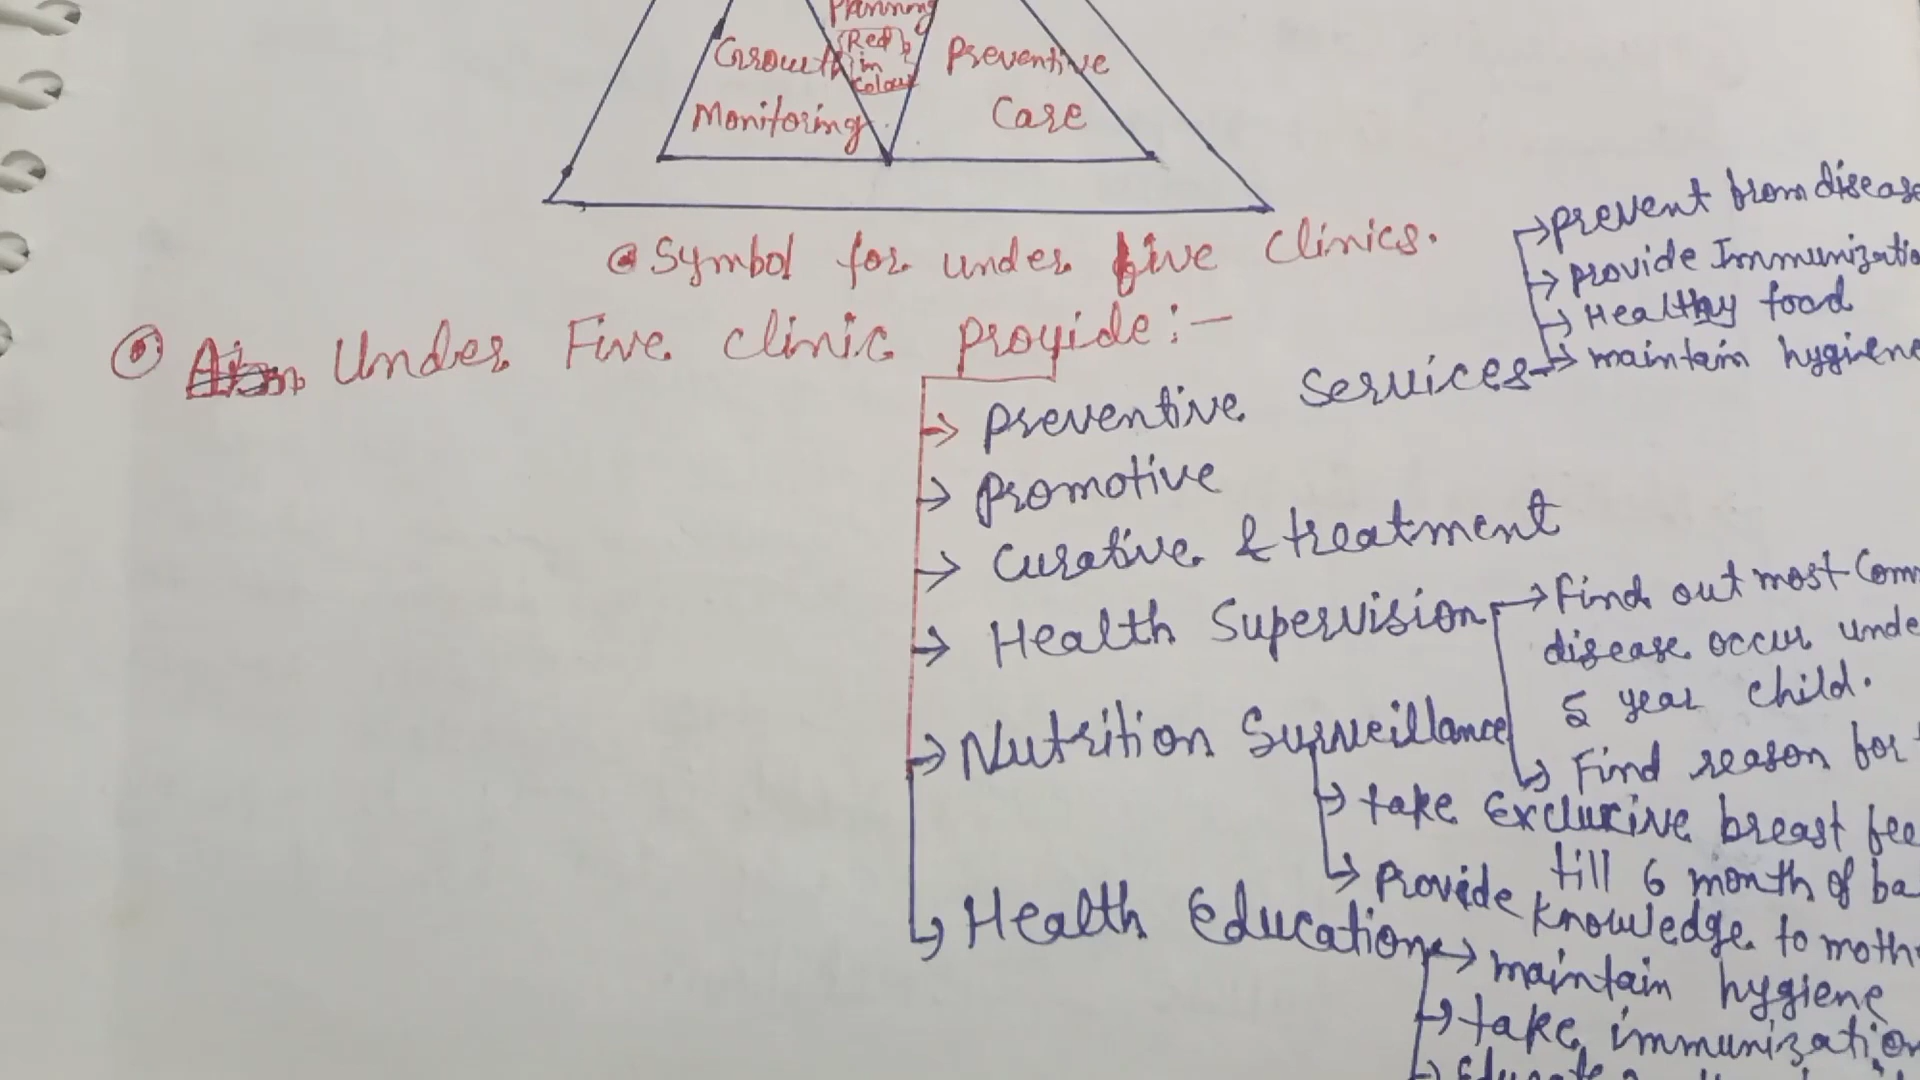 Planning
Growth
(Red
in
colour
Preventive
Monitoring
Care
Symbol for under five Clinics.
Under Five clinic provide:-
prevent from disease
provide Immunizatio
Healthy food
maintain hygiene
preventive Services
promotive
Curative & treatment
Health Supervision
Find out most Comm
disease occur unde
5 year child.
Find reason for
Nutrition Surveillance
take Exclusive breast fee
till 6 month of ba
Provide knowledge to moth
Health Education
maintain hygiene
take immunization
Educate